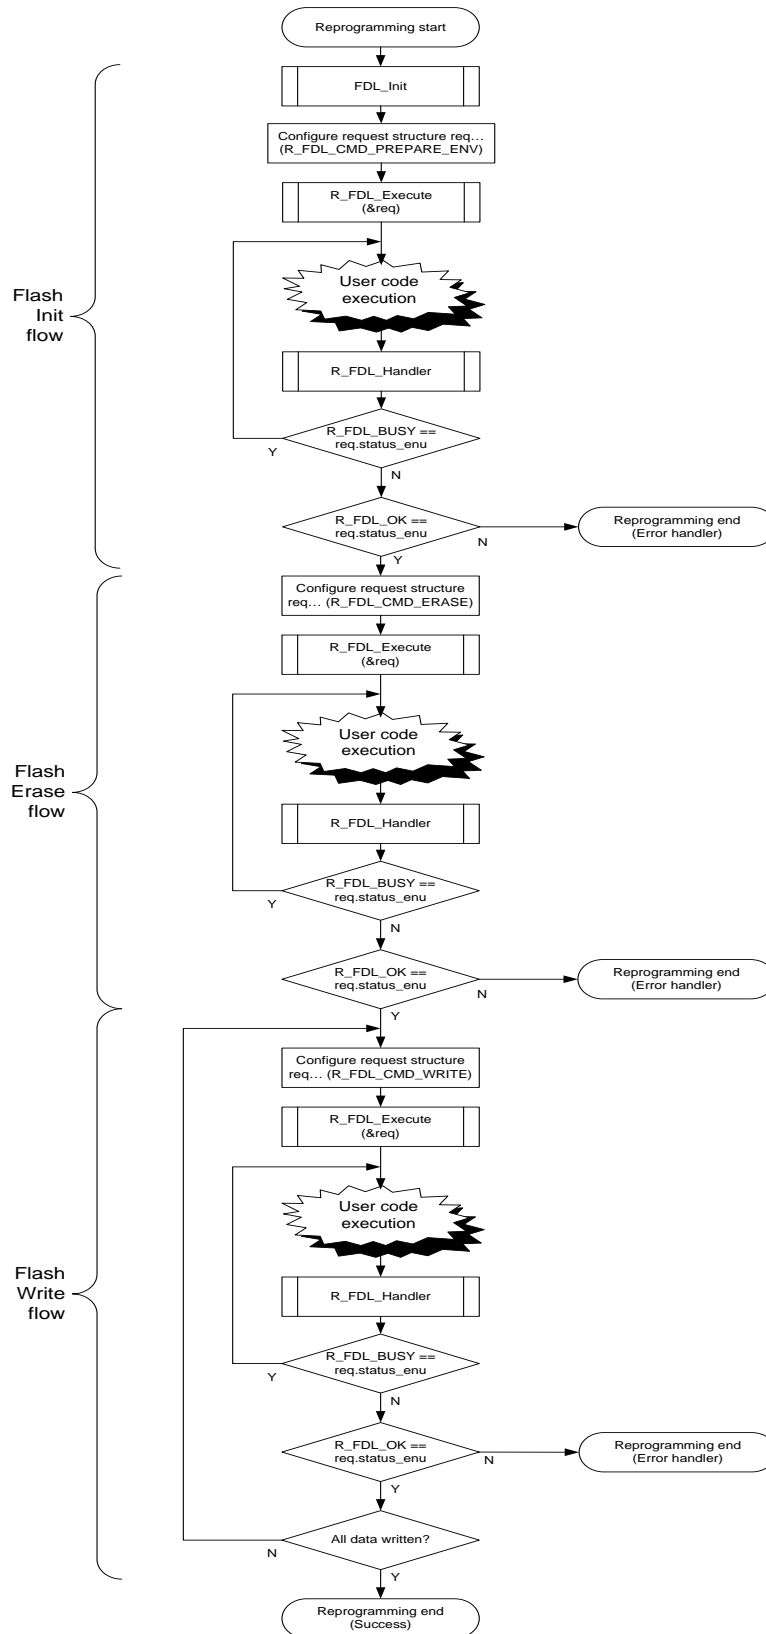 Reprogramming start
FDL_Init
Configure request structure req…
(R_FDL_CMD_PREPARE_ENV)
R_FDL_Execute
(&req)
User code
execution
Flash
Init
flow
R_FDL_Handler
R_FDL_BUSY ==
req.status_enu
Y
N
R_FDL_OK ==
req.status_enu
N
Y
Reprogramming end
(Error handler)
Configure request structure
req… (R_FDL_CMD_ERASE)
R_FDL_Execute
(&req)
User code
execution
Flash
Erase
flow
R_FDL_Handler
R_FDL_BUSY ==
req.status_enu
Y
N
R_FDL_OK ==
req.status_enu
N
Y
Reprogramming end
(Error handler)
Configure request structure
req… (R_FDL_CMD_WRITE)
R_FDL_Execute
(&req)
User code
execution
Flash
Write
flow
R_FDL_Handler
R_FDL_BUSY ==
req.status_enu
Y
N
R_FDL_OK ==
req.status_enu
N
Y
Reprogramming end
(Error handler)
All data written?
N
Y
Reprogramming end
(Success)